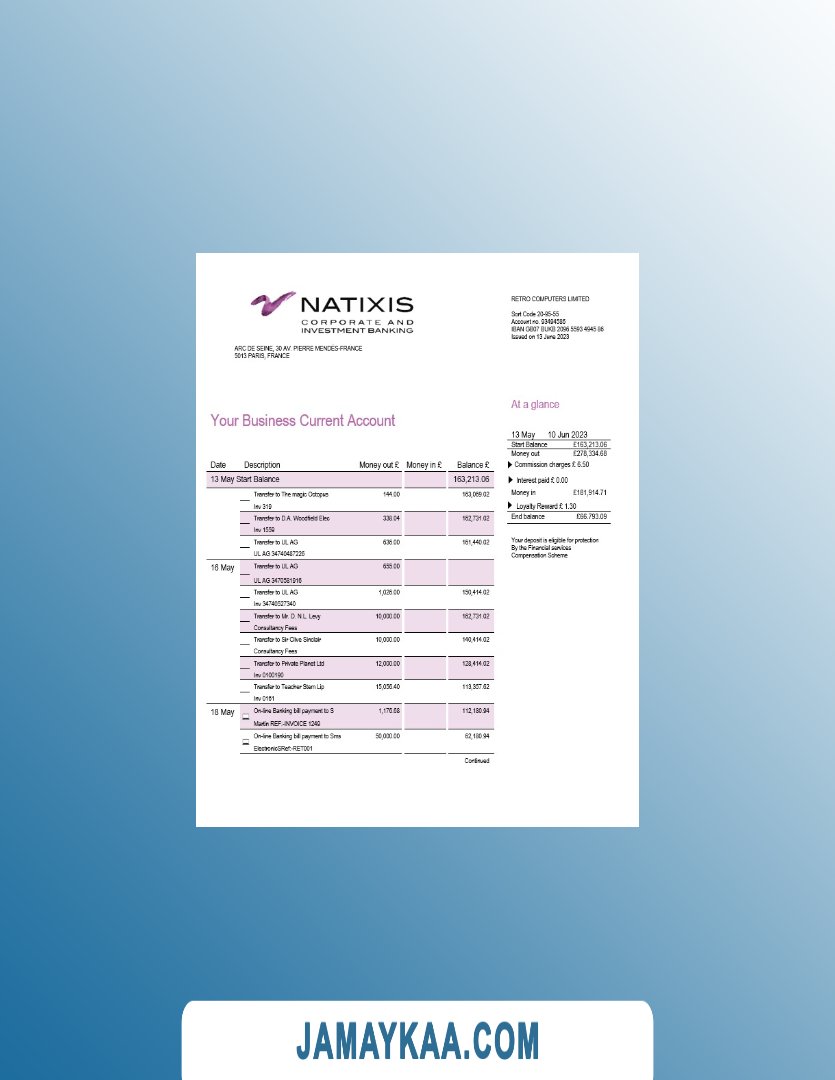 NATIXIS
CORPORATE AND
INVESTMENT BANKING
ARC DE SEINE, 30 AV. PIERRE MENDÈS-FRANCE
5013 PARIS, FRANCE
RETRO COMPUTERS LIMITED
Sort Code 20-95-55
Account no. 93494585
IBAN GB07 BUKB 2096 5593 4945 86
Issued on 13 June 2023
At a glance
13 May 10 Jun 2023
Start Balance £163,213.06
Money out £278,334.68
Commission charges £ 6.50
Interest paid £ 0.00
Money in £181,914.71
Loyalty Reward £ 1.30
End balance £66.793.09
Your deposit is eligible for protection
By the Financial services
Compensation Scheme
Your Business Current Account
Date Description Money out £ Money in £ Balance £
13 May Start Balance 163,213.06
Transfer to The magic Octopus 144.00 163,069.02
Inv 319
Transfer to D.A. Woodfield Elec 338.04 162,731.02
Inv 1559
Transfer to UL AG 636.00 161,440.02
UL AG 34740487226
16 May Transfer to UL AG 655.00
UL AG 3470581916
Transfer to UL AG 1,026.00 150,414.02
Inv 34740527340
Transfer to Mr. D. N.L. Levy 10,000.00 162,731.02
Consultancy Fees
Transfer to Sir Clive Sinclair 10,000.00 140,414.02
Consultancy Fees
Transfer to Private Planet Ltd 12,000.00 128,414.02
Inv 0100190
Transfer to Teacher Stern Lip 15,056.40 113,357.62
Inv 0161
18 May On-line Banking bill payment to S 1,176.68 112,180.94
Martin REF:-INVOICE 1249
On-line Banking bill payment to Sms 50,000.00 62,180.94
ElectronicSRef:-RET001
Continued
JAMAYKAA.COM